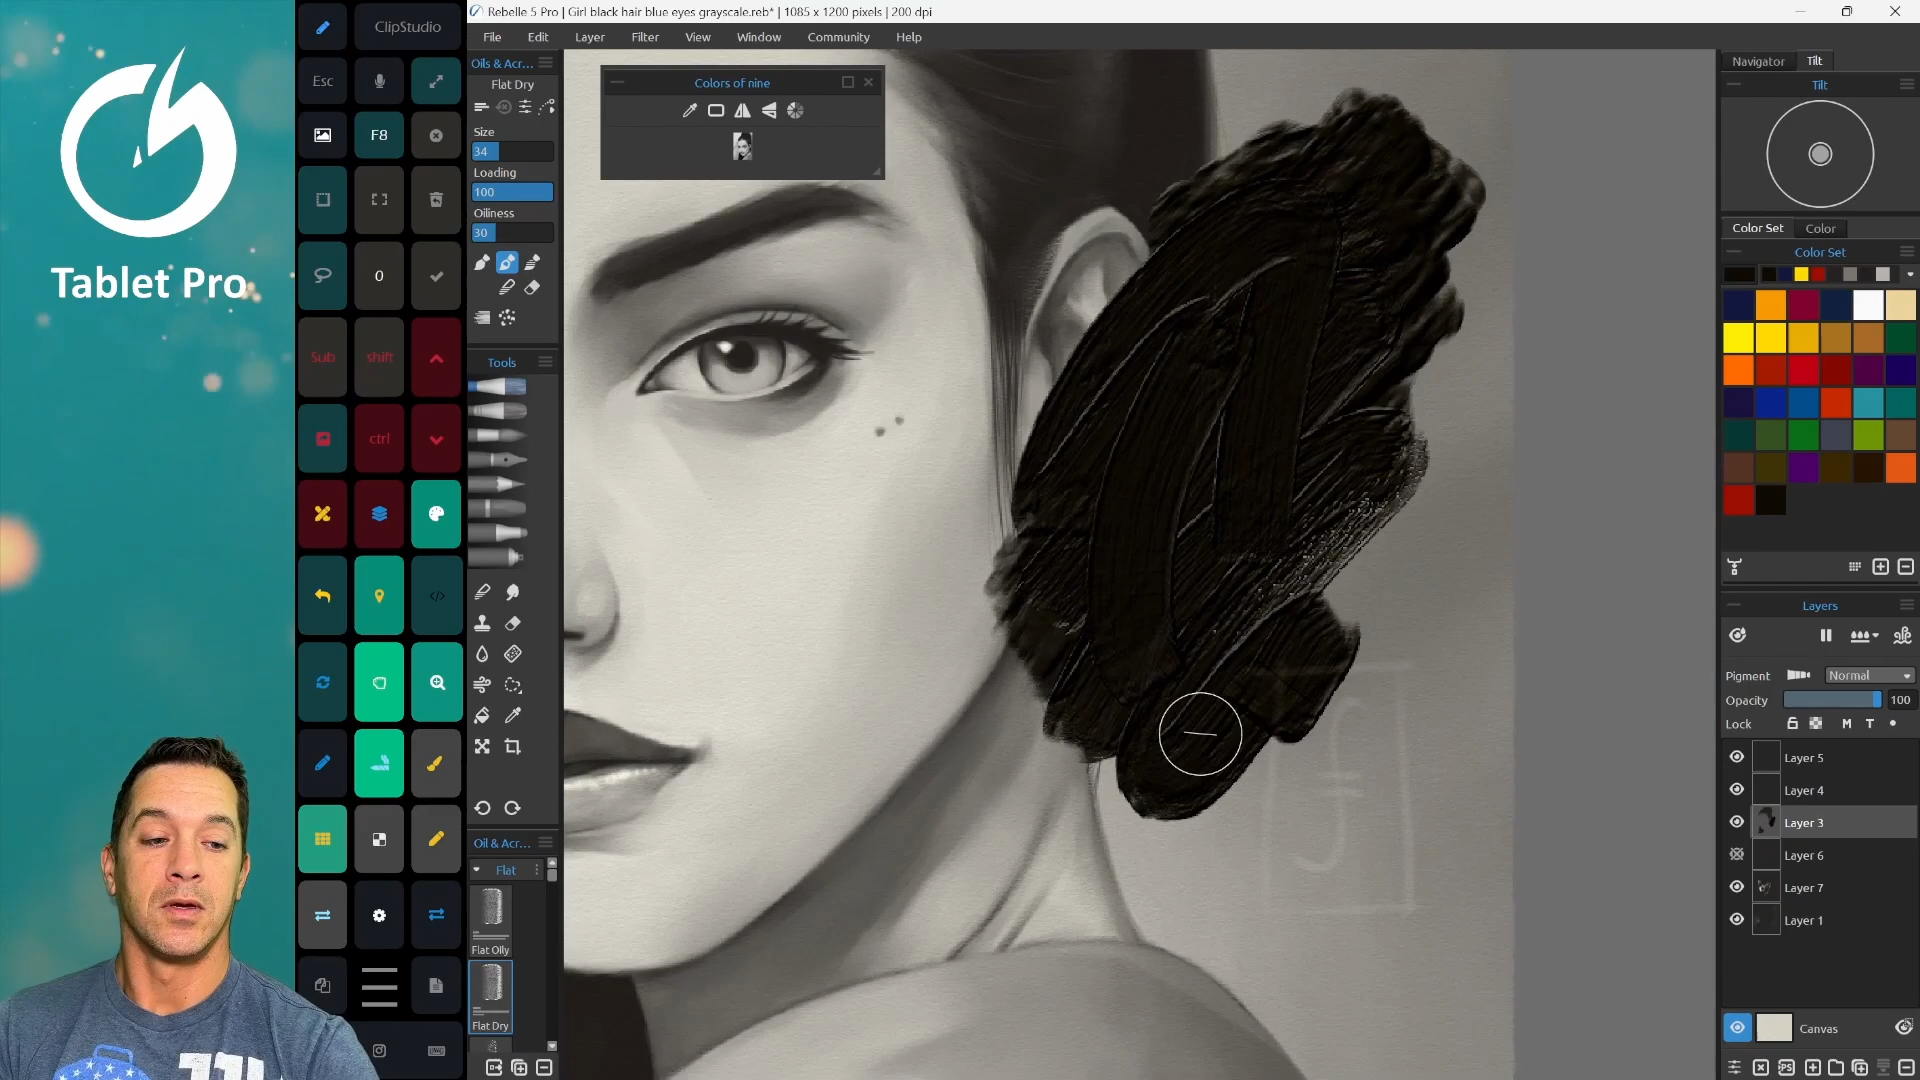 Rebelle 5 Pro | Girl black hair blue eyes grayscale.reb* | 1085 x 1200 pixels | 200 dpi
ClipStudio
File Edit Layer Filter View Window Community Help
Oils & Acr...
Colors of nine
Navigator Tilt
Esc
Flat Dry
Tilt
F8
Size
34
Loading
100
Oiliness
30
Color Set Color
Color Set
Tablet Pro
0
Sub shift
Tools
ctrl
Layers
Pigment Normal
Opacity 100
Lock M T
Layer 5
Layer 4
Layer 3
Layer 6
Layer 7
Layer 1
Oil & Acr...
Flat
Flat Oily
Flat Dry
Canvas
PS